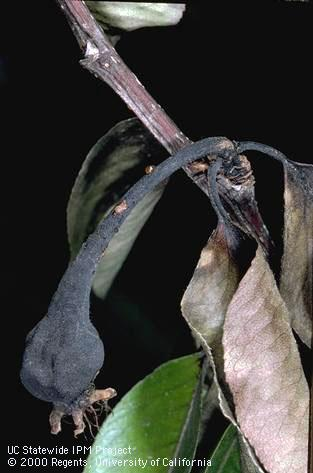 UC Statewide IPM Project
© 2000 Regents, University of California